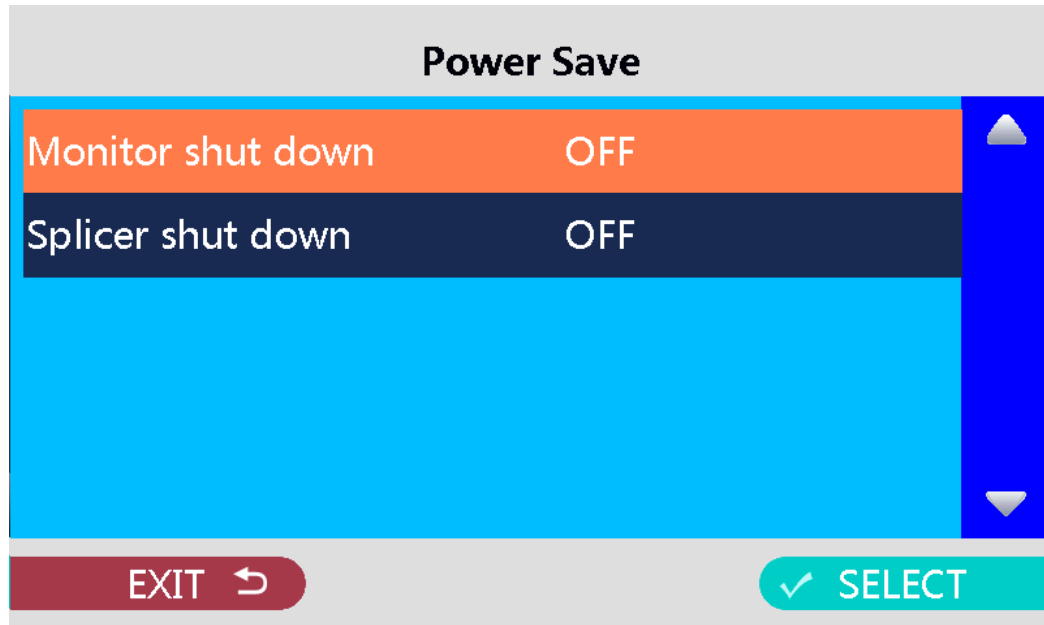 Power Save
Monitor shut down OFF
Splicer shut down OFF
EXIT SELECT